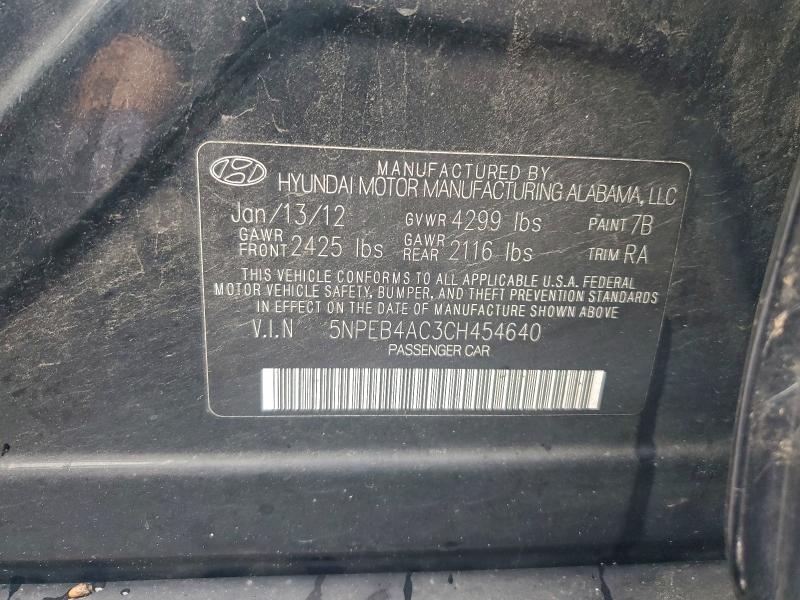 MANUFACTURED BY
HYUNDAI MOTOR MANUFACTURING ALABAMA, LLC
Jan/13/12 GVWR 4299 lbs PAINT 7B
GAWR FRONT 2425 lbs GAWR REAR 2116 lbs TRIM RA
THIS VEHICLE CONFORMS TO ALL APPLICABLE U.S.A. FEDERAL
MOTOR VEHICLE SAFETY, BUMPER, AND THEFT PREVENTION STANDARDS
IN EFFECT ON THE DATE OF MANUFACTURE SHOWN ABOVE
V.I.N 5NPEB4AC3CH454640
PASSENGER CAR